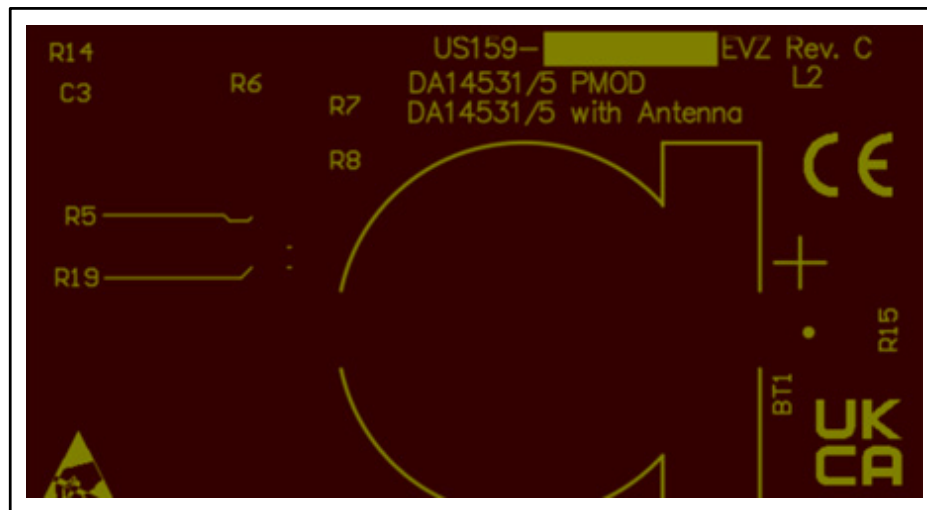 R14
US159- EVZ Rev. C
C3
R6
DA14531/5 PMOD
L2
R7
DA14531/5 with Antenna
R8
CE
R5
R19
+
R15
BT1
UK
CA